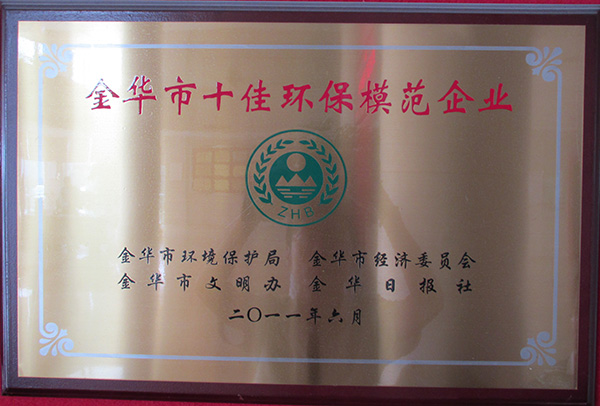 金华市十佳环保模范企业
ZHB
金华市环境保护局 金华市经济委员会
金华市文明办 金华日报社
二〇一一年六月